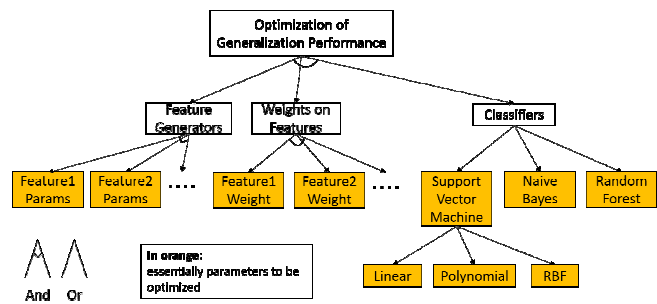 Optimization of
Generalization Performance
Feature
Generators
Weights on
Features
Classifiers
Feature1
Params
Feature2
Params
....
Feature1
Weight
Feature2
Weight
....
Support
Vector
Machine
Naive
Bayes
Random
Forest
Linear
Polynomial
RBF
And
Or
In orange:
essentially parameters to be
optimized